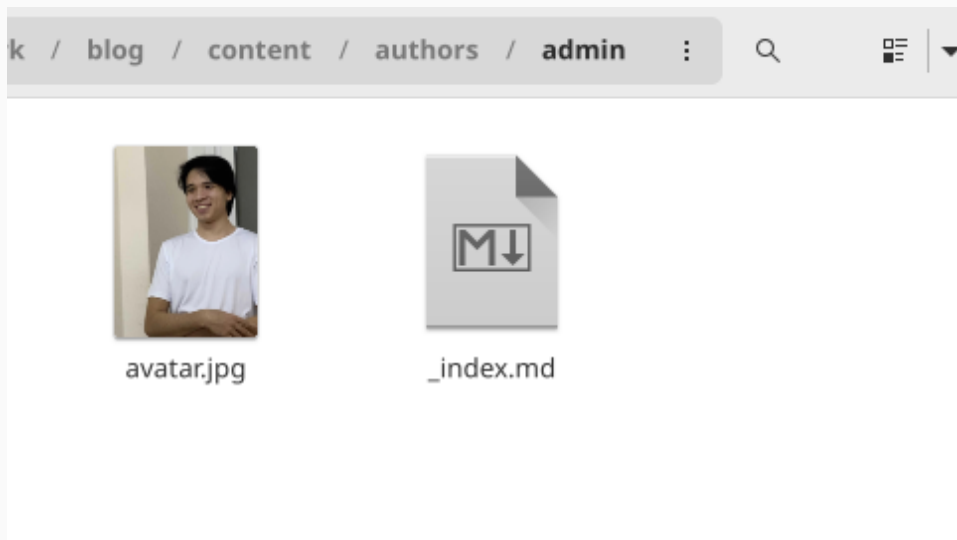 k / blog / content / authors / admin
M
avatar.jpg
_index.md